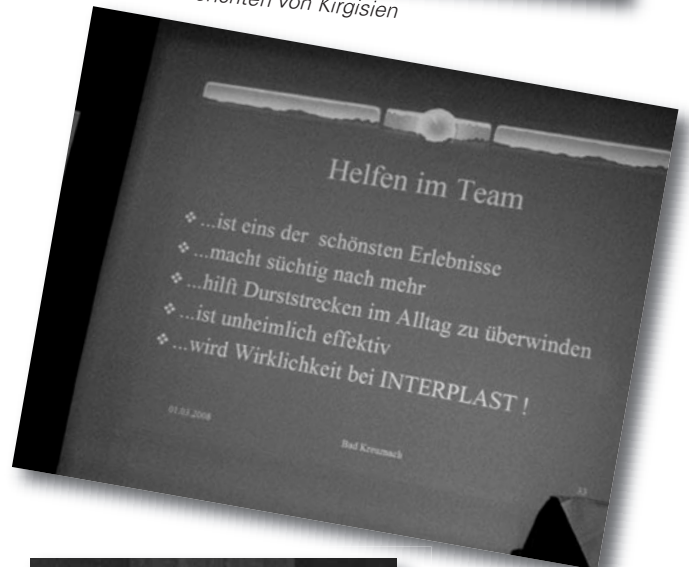 von Kirgisien
Helfen im Team
...ist eins der schönsten Erlebnisse
...macht süchtig nach mehr
...hilft Durststrecken im Alltag zu überwinden
...ist unheimlich effektiv
...wird Wirklichkeit bei INTERPLAST !
01.03.2008
Bad Kreuznach
33